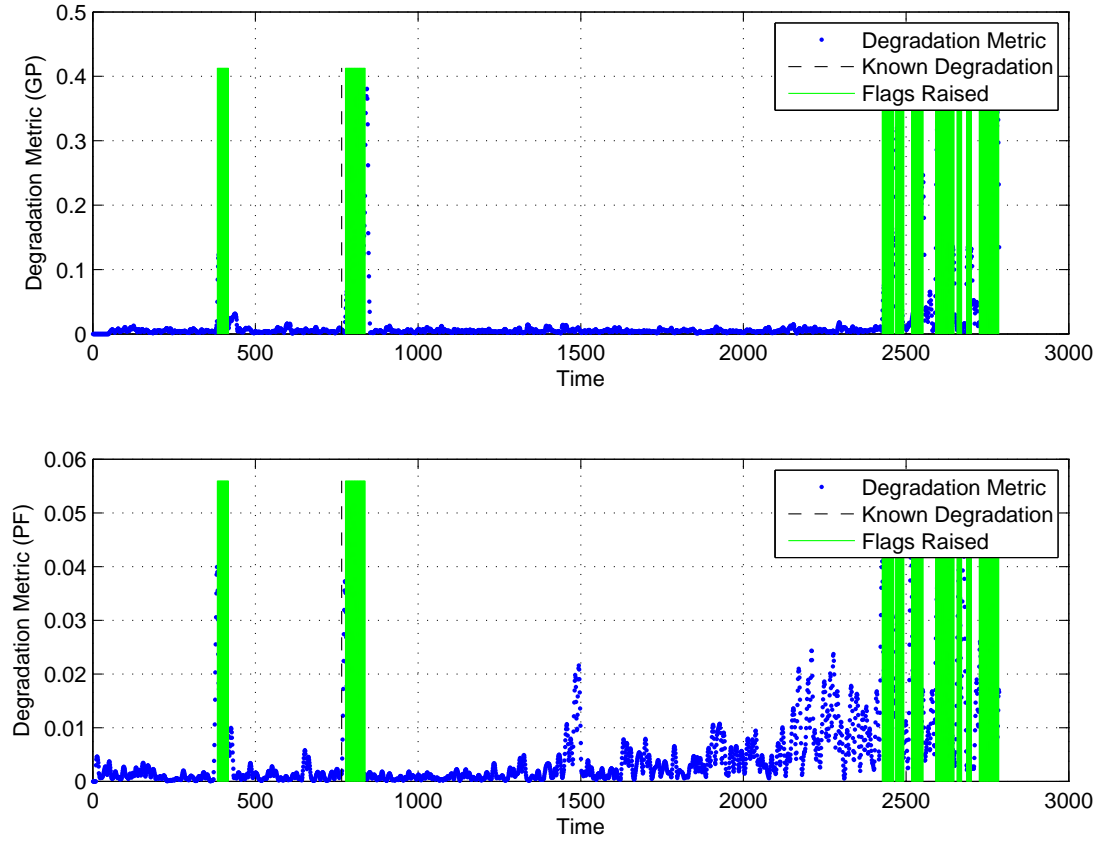 0.5
0.4
0.3
0.2
0.1
0
Degradation Metric (GP)
Degradation Metric
Known Degradation
Flags Raised
0 500 1000 1500 2000 2500 3000
Time
0.06
0.05
0.04
0.03
0.02
0.01
0
Degradation Metric (PF)
Degradation Metric
Known Degradation
Flags Raised
0 500 1000 1500 2000 2500 3000
Time